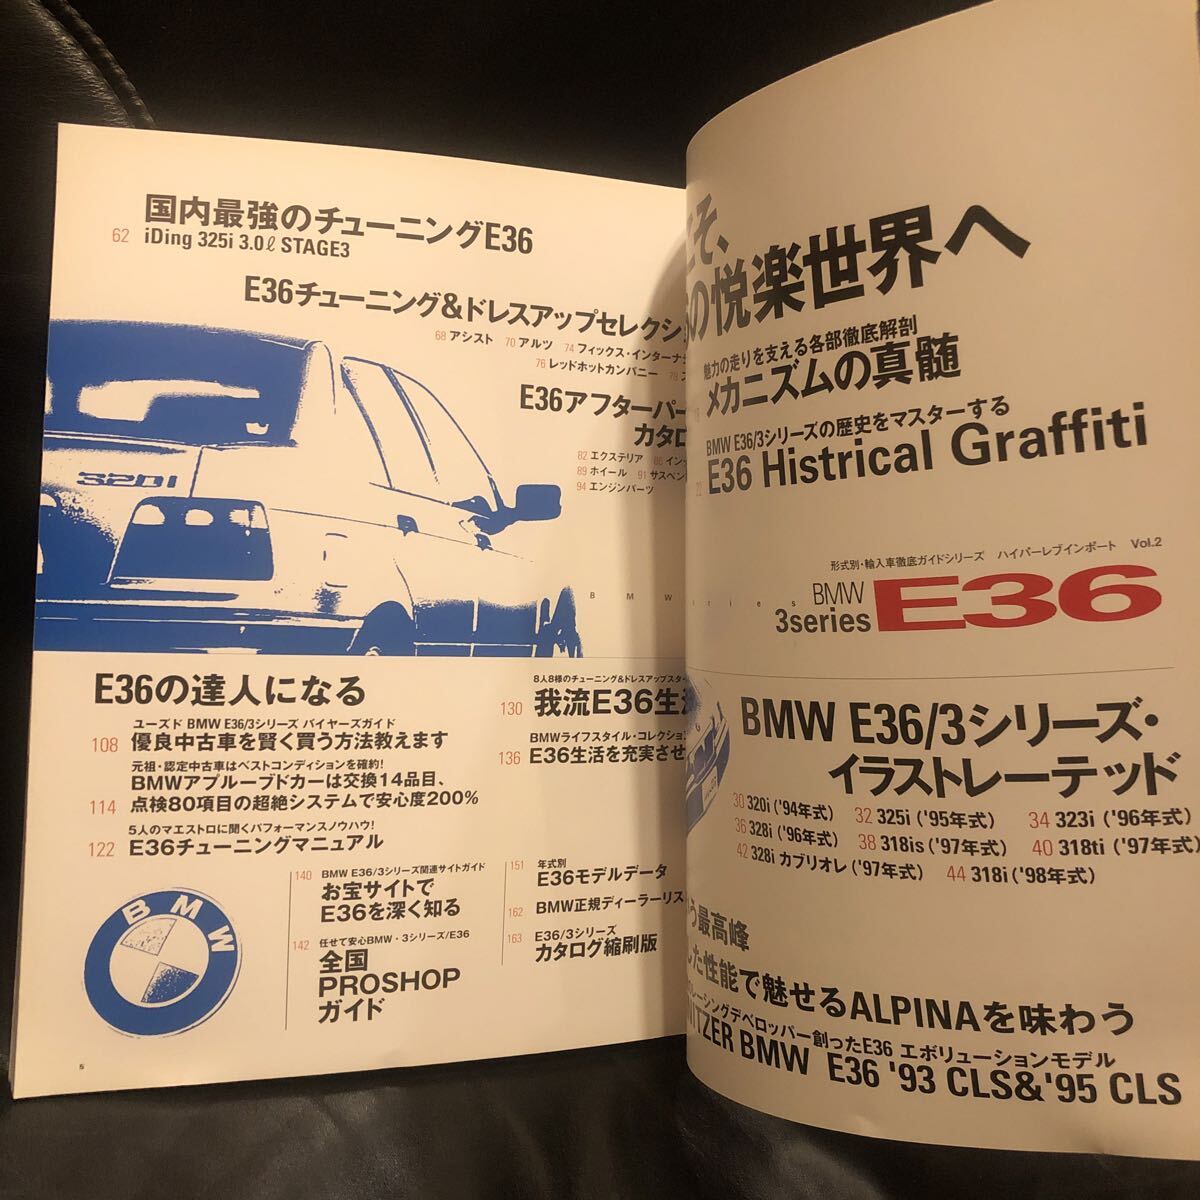 国内最強のチューニングE36
62 iDing 325i 3.0ℓ STAGE3
E36チューニング&ドレスアップセレクシ
68 アシスト 70 アルツ 74 フィックス・インターナ
76 レッドホットカンパニー 78
E36アフターパー
カタロ
82 エクステリア 86 インテ
89 ホイール 91 サスペン
94 エンジンパーツ
320i
BMW
E36の達人になる
ユーズド BMW E36/3シリーズ バイヤーズガイド
108 優良中古車を賢く買う方法教えます
元祖・認定中古車はベストコンディションを確約!
BMWアプルーブドカーは交換14品目、
114 点検80項目の超絶システムで安心度200%
5人のマエストロに聞くパフォーマンスノウハウ!
122 E36チューニングマニュアル
8人8様のチューニング&ドレスアップスター
130 我流E36生活
BMWライフスタイル・コレクション
136 E36生活を充実させ
BMW
140 BMW E36/3シリーズ関連サイトガイド
お宝サイトで
E36を深く知る
142 任せて安心BMW・3シリーズ/E36
全国
PROSHOP
ガイド
151 年式別
E36モデルデータ
162 BMW正規ディーラーリス
163 E36/3シリーズ
カタログ縮刷版
5
こそ、
の悦楽世界へ
魅力の走りを支える各部徹底解剖
メカニズムの真髄
BMW E36/3シリーズの歴史をマスターする
22 E36 Histrical Graffiti
形式別・輸入車徹底ガイドシリーズ ハイパーレブインポート Vol.2
series
BMW
3series E36
BMW E36/3シリーズ・
イラストレーテッド
30 320i ('94年式) 32 325i ('95年式) 34 323i ('96年式)
36 328i ('96年式) 38 318is ('97年式) 40 318ti ('97年式)
42 328i カブリオレ ('97年式) 44 318i ('98年式)
う最高峰
した性能で魅せるALPINAを味わう
レーシングデベロッパー創ったE36 エボリューションモデル
NITZER BMW E36 '93 CLS&'95 CLS